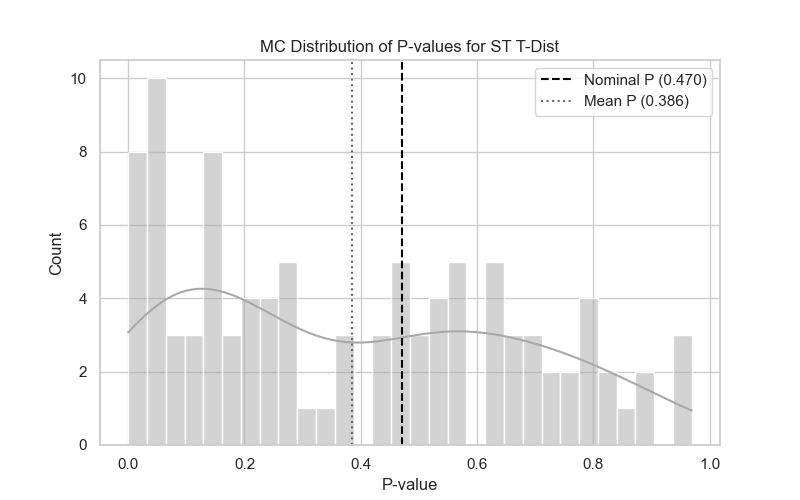 MC Distribution of P-values for ST T-Dist
Nominal P (0.470)
Mean P (0.386)
10
8
6
4
2
0
Count
0.0 0.2 0.4 0.6 0.8 1.0
P-value